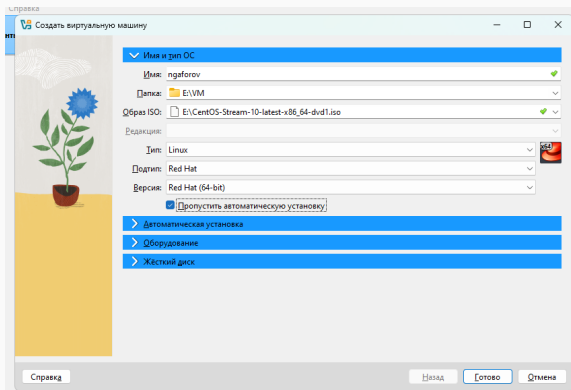 Справка
Создать виртуальную машину
Имя и тип ОС
Имя: ngaforov
Папка: E:\VM
Образ ISO: E:\CentOS-Stream-10-latest-x86_64-dvd1.iso
Редакция:
Тип: Linux
Подтип: Red Hat
Версия: Red Hat (64-bit)
Пропустить автоматическую установку
Автоматическая установка
Оборудование
Жёсткий диск
Справка Назад Готово Отмена